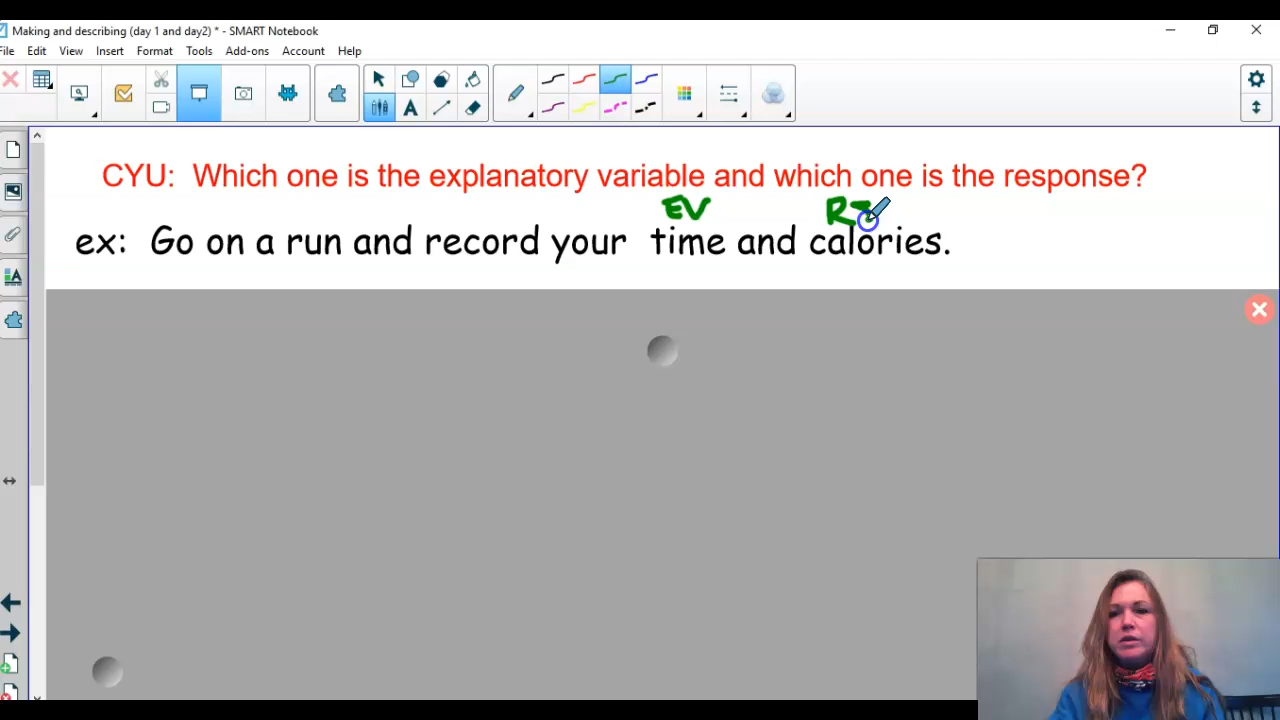 Making and describing (day 1 and day2) * - SMART Notebook
File Edit View Insert Format Tools Add-ons Account Help
CYU: Which one is the explanatory variable and which one is the response?
EV
ex: Go on a run and record your time and calories.